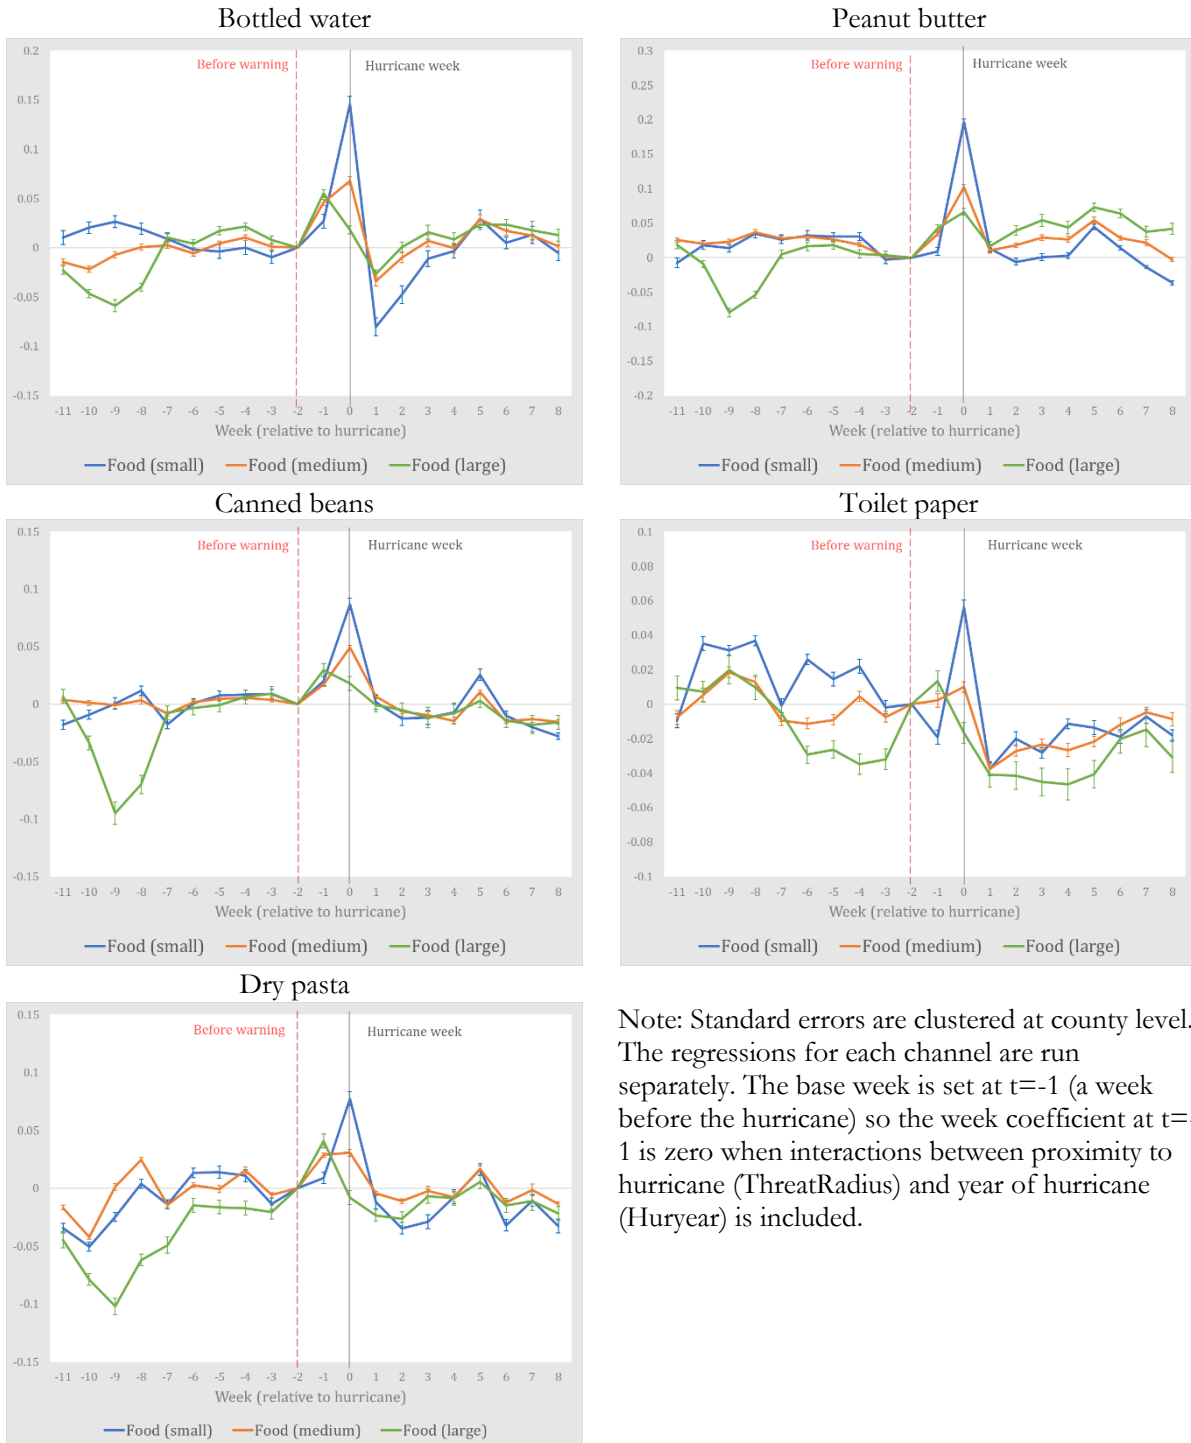 Bottled water
0.2
0.15
0.1
0.05
0
-0.05
-0.1
-0.15
Before warning
Hurricane week
-11 -10 -9 -8 -7 -6 -5 -4 -3 -2 -1 0 1 2 3 4 5 6 7 8
Week (relative to hurricane)
Food (small) Food (medium) Food (large)
Peanut butter
0.3
0.25
0.2
0.15
0.1
0.05
0
-0.05
-0.1
-0.15
-0.2
Before warning
Hurricane week
-11 -10 -9 -8 -7 -6 -5 -4 -3 -2 -1 0 1 2 3 4 5 6 7 8
Week (relative to hurricane)
Food (small) Food (medium) Food (large)
Canned beans
0.15
0.1
0.05
0
-0.05
-0.1
-0.15
Before warning
Hurricane week
-11 -10 -9 -8 -7 -6 -5 -4 -3 -2 -1 0 1 2 3 4 5 6 7 8
Week (relative to hurricane)
Food (small) Food (medium) Food (large)
Toilet paper
0.1
0.08
0.06
0.04
0.02
0
-0.02
-0.04
-0.06
-0.08
-0.1
Before warning
Hurricane week
-11 -10 -9 -8 -7 -6 -5 -4 -3 -2 -1 0 1 2 3 4 5 6 7 8
Week (relative to hurricane)
Food (small) Food (medium) Food (large)
Dry pasta
0.15
0.1
0.05
0
-0.05
-0.1
-0.15
Before warning
Hurricane week
-11 -10 -9 -8 -7 -6 -5 -4 -3 -2 -1 0 1 2 3 4 5 6 7 8
Week (relative to hurricane)
Food (small) Food (medium) Food (large)
Note: Standard errors are clustered at county level.
The regressions for each channel are run
separately. The base week is set at t=-1 (a week
before the hurricane) so the week coefficient at t=-
1 is zero when interactions between proximity to
hurricane (ThreatRadius) and year of hurricane
(Huryear) is included.